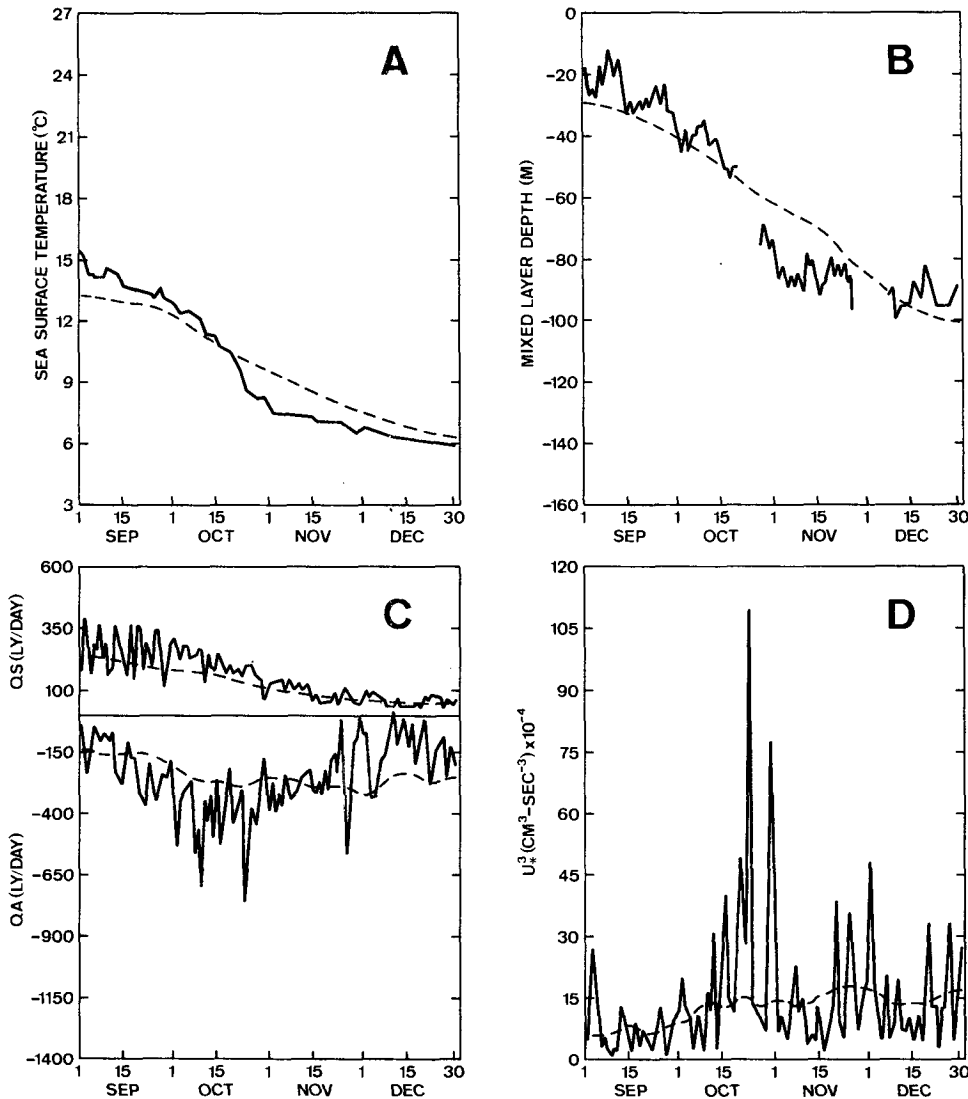 A
SEA SURFACE TEMPERATURE (°C)
27
24
21
18
15
12
9
6
3
1 15 1 15 1 15 1 15 30
SEP OCT NOV DEC
B
MIXED LAYER DEPTH (M)
-0
-20
-40
-60
-80
-100
-120
-140
-160
1 15 1 15 1 15 1 15 30
SEP OCT NOV DEC
C
QS (LY/DAY)
QA (LY/DAY)
600
350
100
-150
-400
-650
-900
-1150
-1400
1 15 1 15 1 15 1 15 30
SEP OCT NOV DEC
D
U³* (CM³-SEC⁻³) x10⁻⁴
120
105
90
75
60
45
30
15
0
1 15 1 15 1 15 1 15 30
SEP OCT NOV DEC